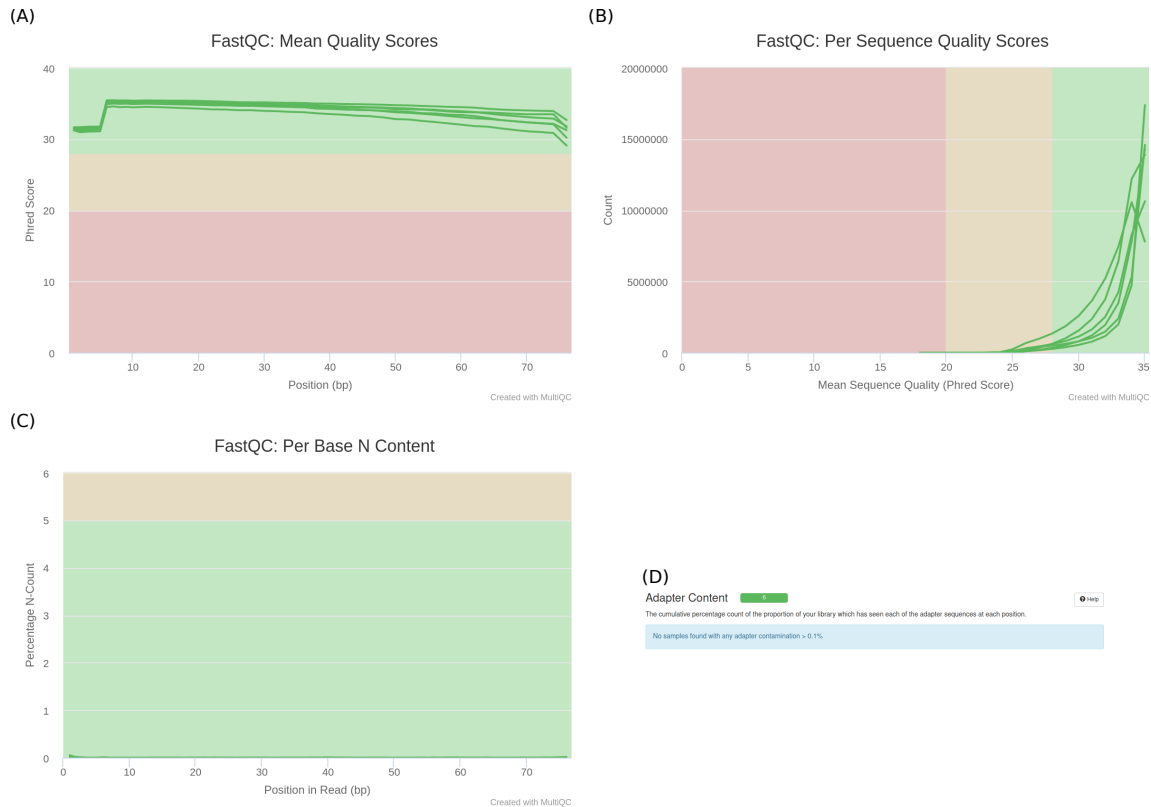 (A)
FastQC: Mean Quality Scores
40
30
20
10
0
Phred Score
10 20 30 40 50 60 70
Position (bp)
Created with MultiQC
(B)
FastQC: Per Sequence Quality Scores
20000000
15000000
10000000
5000000
0
Count
0 5 10 15 20 25 30 35
Mean Sequence Quality (Phred Score)
Created with MultiQC
(C)
FastQC: Per Base N Content
6
5
4
3
2
1
0
Percentage N-Count
0 10 20 30 40 50 60 70
Position in Read (bp)
Created with MultiQC
(D)
Adapter Content 6 Help
The cumulative percentage count of the proportion of your library which has seen each of the adapter sequences at each position.
No samples found with any adapter contamination > 0.1%